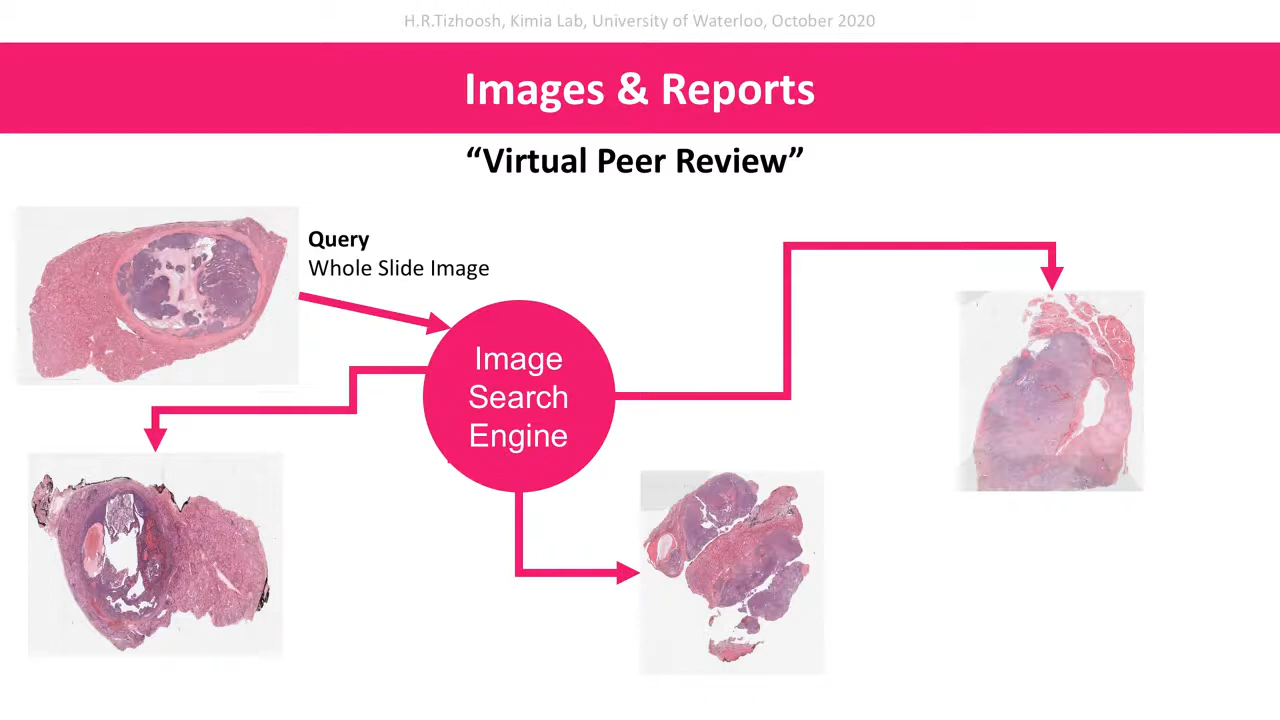 H.R.Tizhoosh, Kimia Lab, University of Waterloo, October 2020
Images & Reports
“Virtual Peer Review”
Query
Whole Slide Image
Image
Search
Engine